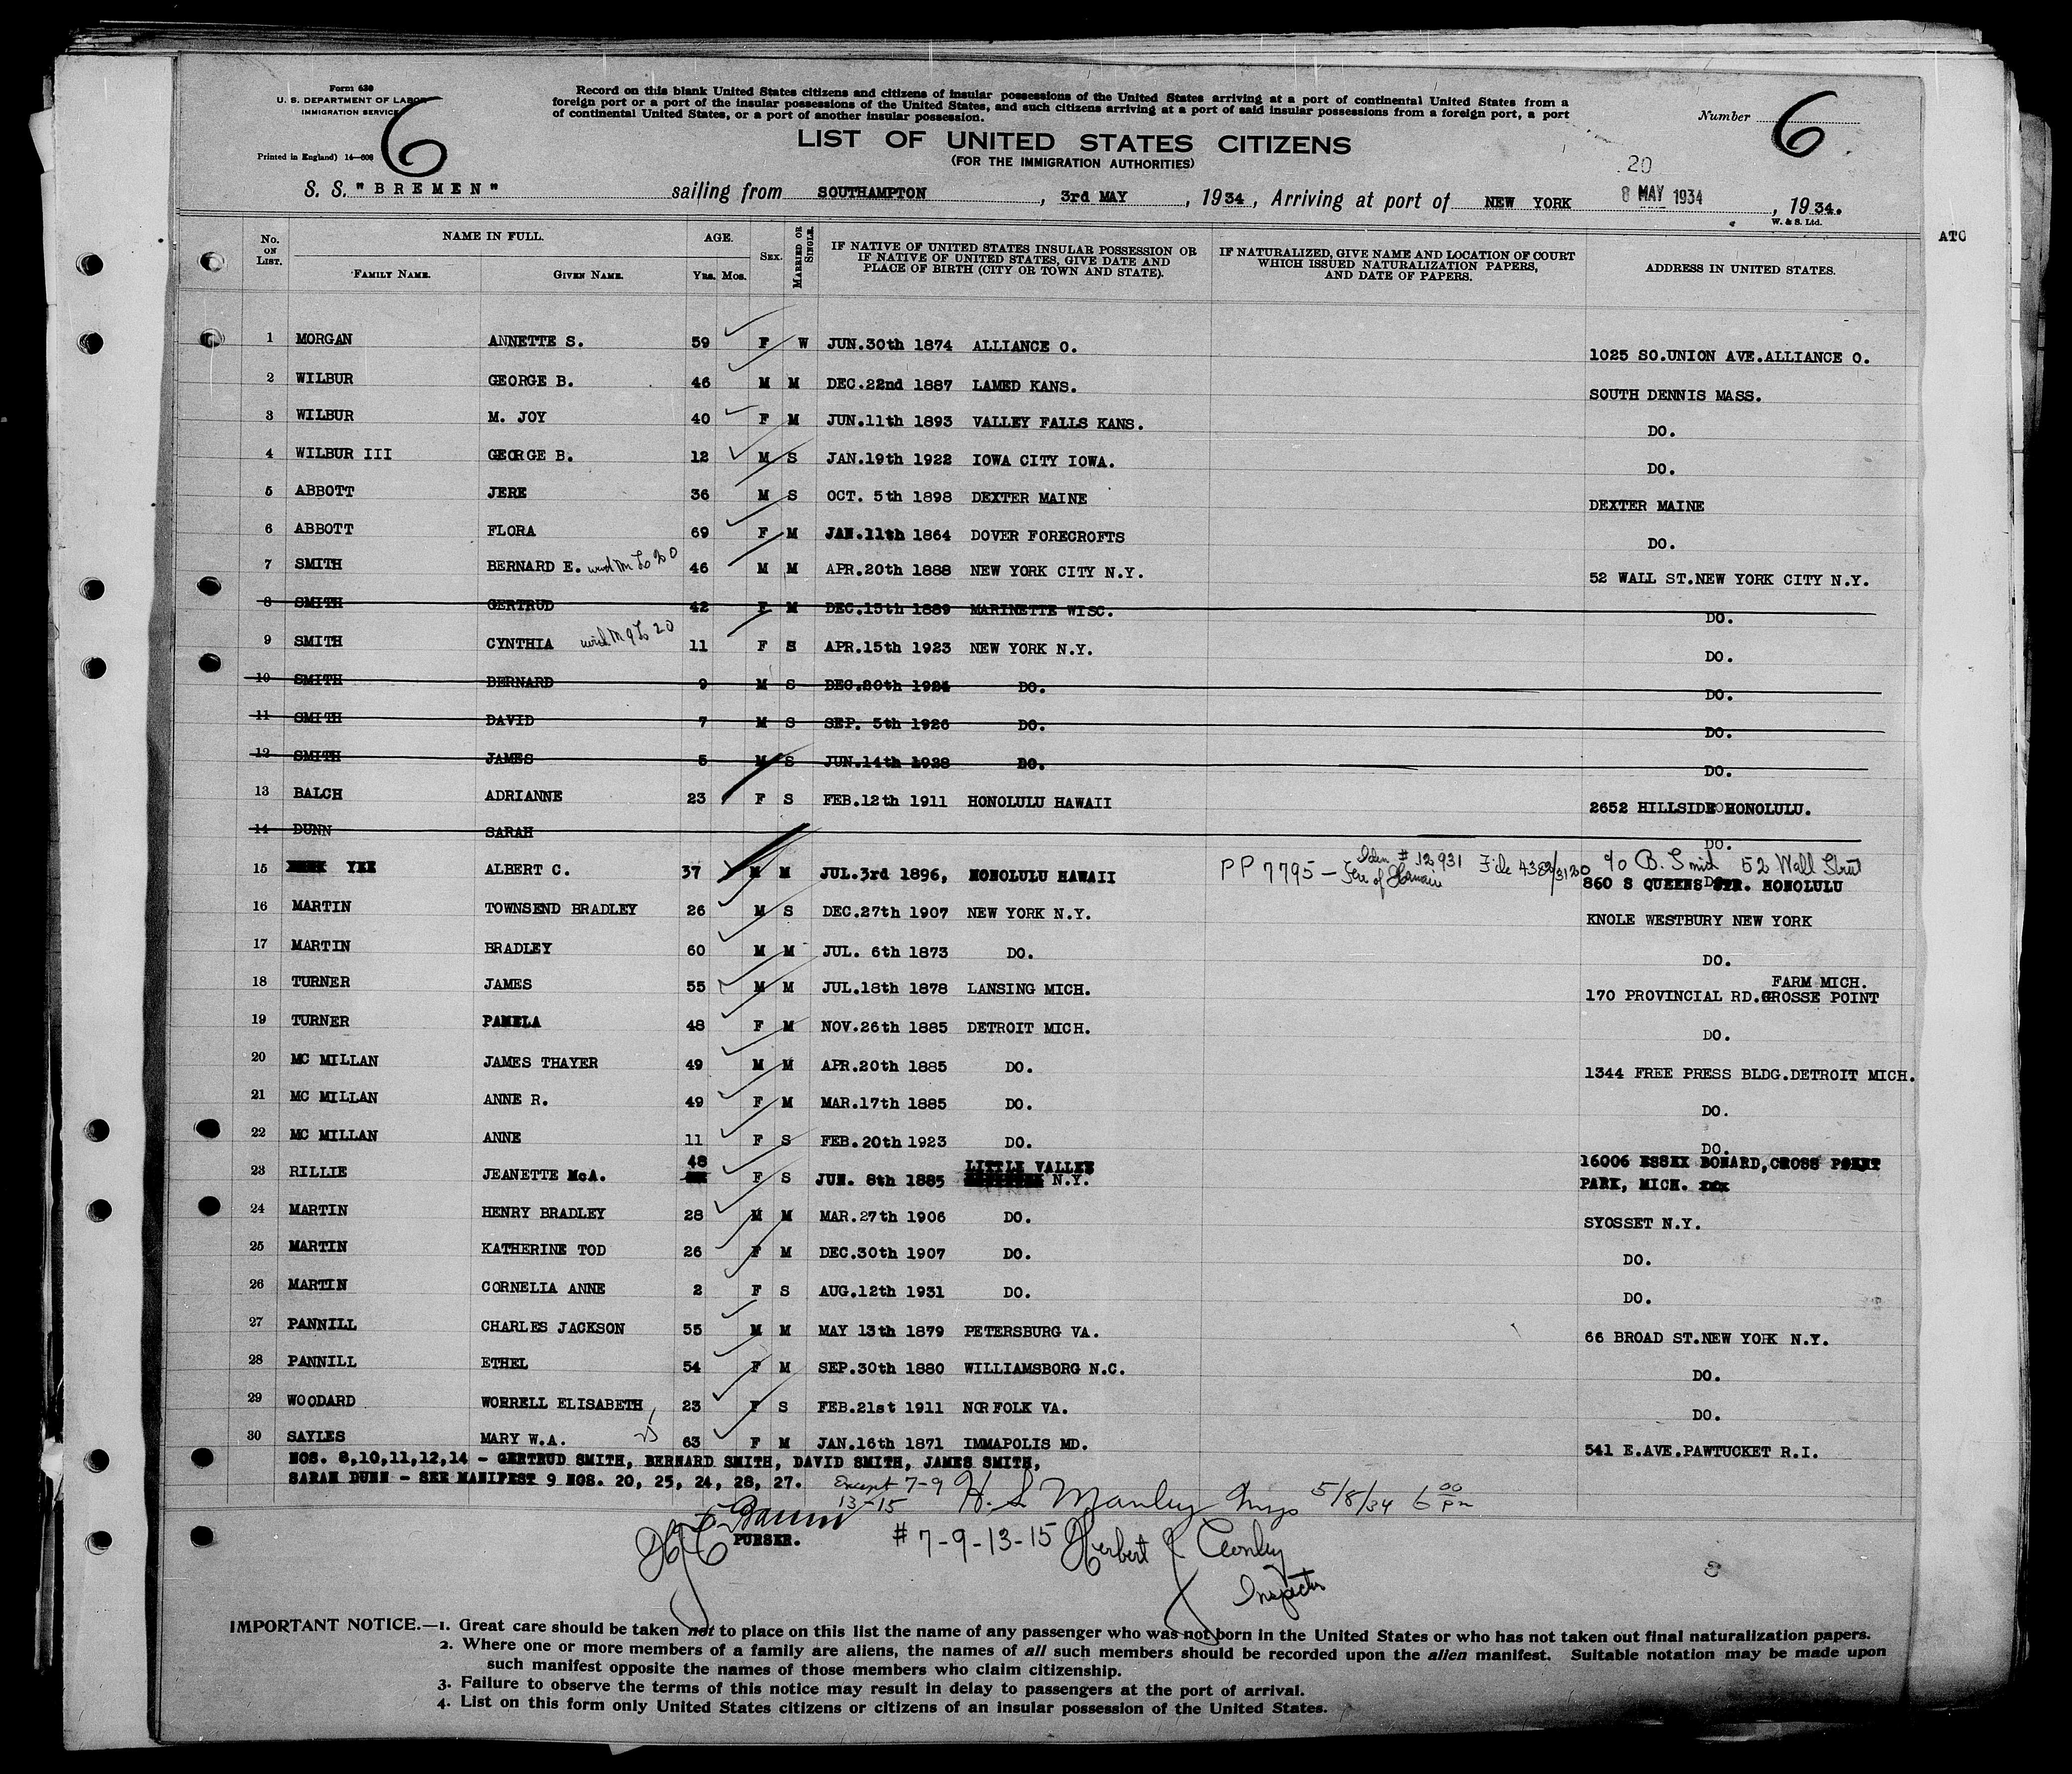 Form 630
U. S. DEPARTMENT OF LABOR
IMMIGRATION SERVICE
Printed in England) 14—608
6
Record on this blank United States citizens and citizens of insular possessions of the United States arriving at a port of continental United States from a
foreign port or a port of the insular possessions of the United States, and such citizens arriving at a port of said insular possessions from a foreign port, a port
of continental United States, or a port of another insular possession.
Number 6
LIST OF UNITED STATES CITIZENS
(FOR THE IMMIGRATION AUTHORITIES)
20
S. S. "BREMEN" sailing from SOUTHAMPTON, 3rd MAY, 1934, Arriving at port of NEW YORK 8 MAY 1934, 1934.
W. & S. Ltd.
ATO
No. ON LIST. NAME IN FULL. FAMILY NAME. GIVEN NAME. AGE. Yrs. Mos. SEX. MARRIED OR SINGLE. IF NATIVE OF UNITED STATES INSULAR POSSESSION OR IF NATIVE OF UNITED STATES, GIVE DATE AND PLACE OF BIRTH (CITY OR TOWN AND STATE). IF NATURALIZED, GIVE NAME AND LOCATION OF COURT WHICH ISSUED NATURALIZATION PAPERS, AND DATE OF PAPERS. ADDRESS IN UNITED STATES.
1 MORGAN ANNETTE S. 59 F W JUN.30th 1874 ALLIANCE O. 1025 SO.UNION AVE.ALLIANCE O.
2 WILBUR GEORGE B. 46 M M DEC.22nd 1887 LAMED KANS. SOUTH DENNIS MASS.
3 WILBUR M. JOY 40 F M JUN.11th 1893 VALLEY FALLS KANS. DO.
4 WILBUR III GEORGE B. 12 M S JAN.19th 1922 IOWA CITY IOWA. DO.
5 ABBOTT JERE 36 M S OCT. 5th 1898 DEXTER MAINE DEXTER MAINE
6 ABBOTT FLORA 69 F M JAN.11th 1864 DOVER FORECROFTS DO.
7 SMITH BERNARD E. 46 M M APR.20th 1888 NEW YORK CITY N.Y. 52 WALL ST.NEW YORK CITY N.Y.
8 SMITH GERTRUD 42 F M DEC.15th 1889 MARINETTE WISC. DO.
9 SMITH CYNTHIA 11 F S APR.15th 1923 NEW YORK N.Y. DO.
10 SMITH BERNARD 9 M S DEC.20th 1924 DO. DO.
11 SMITH DAVID 7 M S SEP. 5th 1926 DO. DO.
12 SMITH JAMES 5 M S JUN.14th 1928 DO. DO.
13 BALCH ADRIANNE 23 F S FEB.12th 1911 HONOLULU HAWAII 2652 HILLSIDE HONOLULU.
14 DUNN SARAH DO.
PP 7795 — Iden # 12931 Ter of Hawaii File 4382/3120 c/o B. Smith 52 Wall Street
15 YEE ALBERT C. 37 M M JUL.3rd 1896, HONOLULU HAWAII 860 S QUEENS STR. HONOLULU
16 MARTIN TOWNSEND BRADLEY 26 M S DEC.27th 1907 NEW YORK N.Y. KNOLE WESTBURY NEW YORK
17 MARTIN BRADLEY 60 M M JUL. 6th 1873 DO. DO.
FARM MICH.
18 TURNER JAMES 55 M M JUL.18th 1878 LANSING MICH. 170 PROVINCIAL RD.GROSSE POINT
19 TURNER PAMELA 48 F M NOV.26th 1885 DETROIT MICH. DO.
20 MC MILLAN JAMES THAYER 49 M M APR.20th 1885 DO. 1344 FREE PRESS BLDG.DETROIT MICH.
21 MC MILLAN ANNE R. 49 F M MAR.17th 1885 DO. DO.
22 MC MILLAN ANNE 11 F S FEB.20th 1923 DO. DO.
48 LITTLE VALLEY 16006 ESSEX BOHARD, CROSS POINT
23 RILLIE JEANETTE McA. F S JUN. 8th 1885 N.Y. PARK, MICH.
24 MARTIN HENRY BRADLEY 28 M M MAR.27th 1906 DO. SYOSSET N.Y.
25 MARTIN KATHERINE TOD 26 F M DEC.30th 1907 DO. DO.
26 MARTIN CORNELIA ANNE 2 F S AUG.12th 1931 DO. DO.
27 PANNILL CHARLES JACKSON 55 M M MAY 13th 1879 PETERSBURG VA. 66 BROAD ST.NEW YORK N.Y.
28 PANNILL ETHEL 54 F M SEP.30th 1880 WILLIAMSBORG N.C. DO.
29 WOODARD WORRELL ELISABETH 23 F S FEB.21st 1911 NORFOLK VA. DO.
30 SAYLES MARY W.A. 63 F M JAN.16th 1871 IMMAPOLIS MD. 541 E.AVE.PAWTUCKET R.I.
NOS. 8,10,11,12,14 - GERTRUD SMITH, BERNARD SMITH, DAVID SMITH, JAMES SMITH,
SARAH DUNN - SEE MANIFEST 9 NOS. 20, 25, 24, 28, 27.
Except 7-9 13-15 H. S. Manley Insp 5/8/34 6 00 pm
PURSER.
# 7-9-13-15 Herbert J Conley
Inspector
IMPORTANT NOTICE.—1. Great care should be taken not to place on this list the name of any passenger who was not born in the United States or who has not taken out final naturalization papers.
2. Where one or more members of a family are aliens, the names of all such members should be recorded upon the alien manifest. Suitable notation may be made upon
such manifest opposite the names of those members who claim citizenship.
3. Failure to observe the terms of this notice may result in delay to passengers at the port of arrival.
4. List on this form only United States citizens or citizens of an insular possession of the United States.